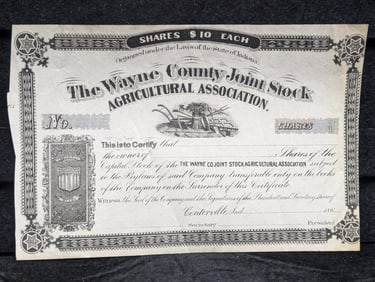 SHARES $10 EACH
Organized under the Laws of the State of Indiana
The Wayne County Joint Stock
AGRICULTURAL ASSOCIATION.
No.
SHARES
This is to Certify that
the owner of Shares of the
Capital Stock of the THE WAYNE CO JOINT STOCK AGRICULTURAL ASSOCIATION subject
to the Bylaws of said Company transferable only on the books
of the Company on the Surrender of this Certificate
Witness the Seal of the Company and the Signatures of the President and Secretary thereof
Centerville, Ind. 186
Secretary President